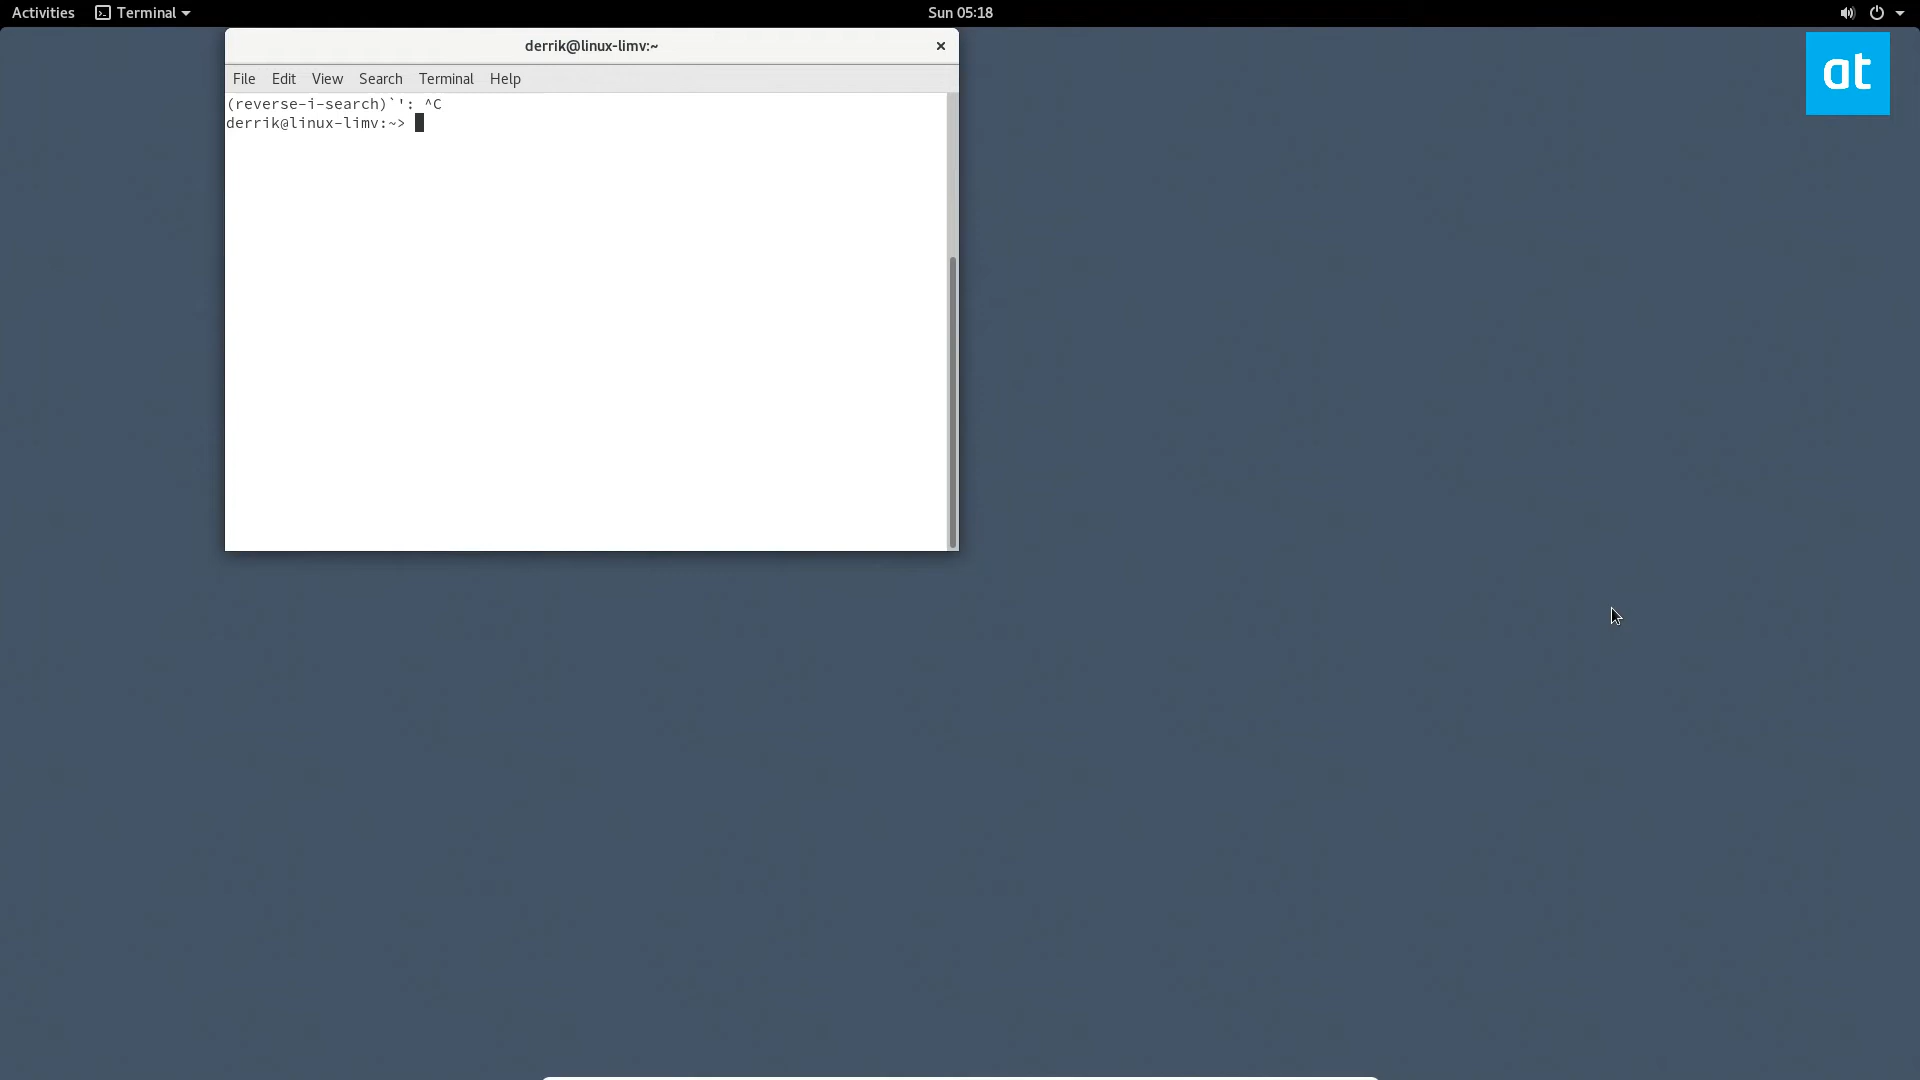 Activities Terminal Sun 05:18
at
derrik@linux-limv:~
File Edit View Search Terminal Help
(reverse-i-search)`': ^C
derrik@linux-limv:~>